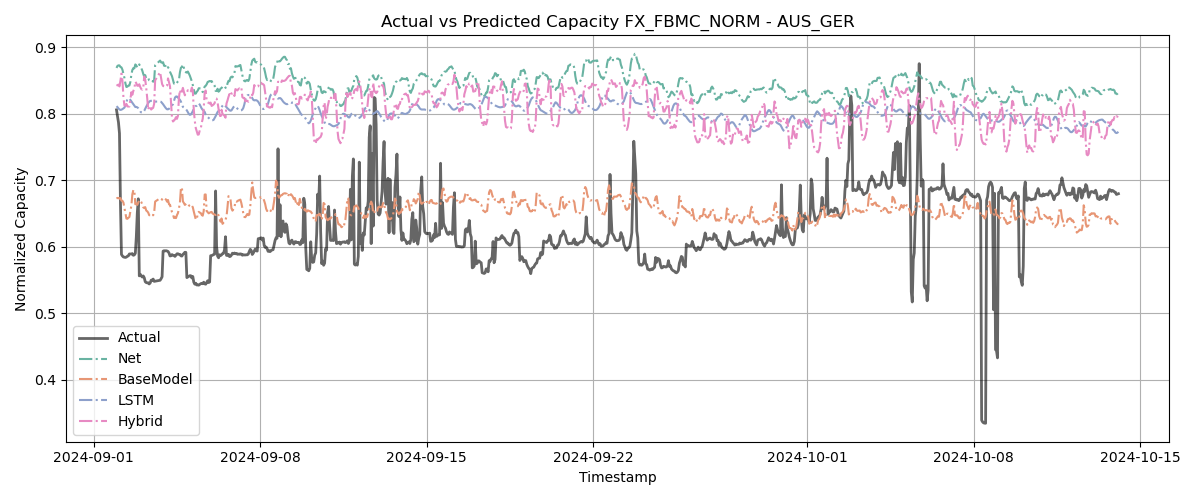 Actual vs Predicted Capacity FX_FBMC_NORM - AUS_GER
Normalized Capacity
0.9
0.8
0.7
0.6
0.5
0.4
Actual
Net
BaseModel
LSTM
Hybrid
2024-09-01 2024-09-08 2024-09-15 2024-09-22 2024-10-01 2024-10-08 2024-10-15
Timestamp